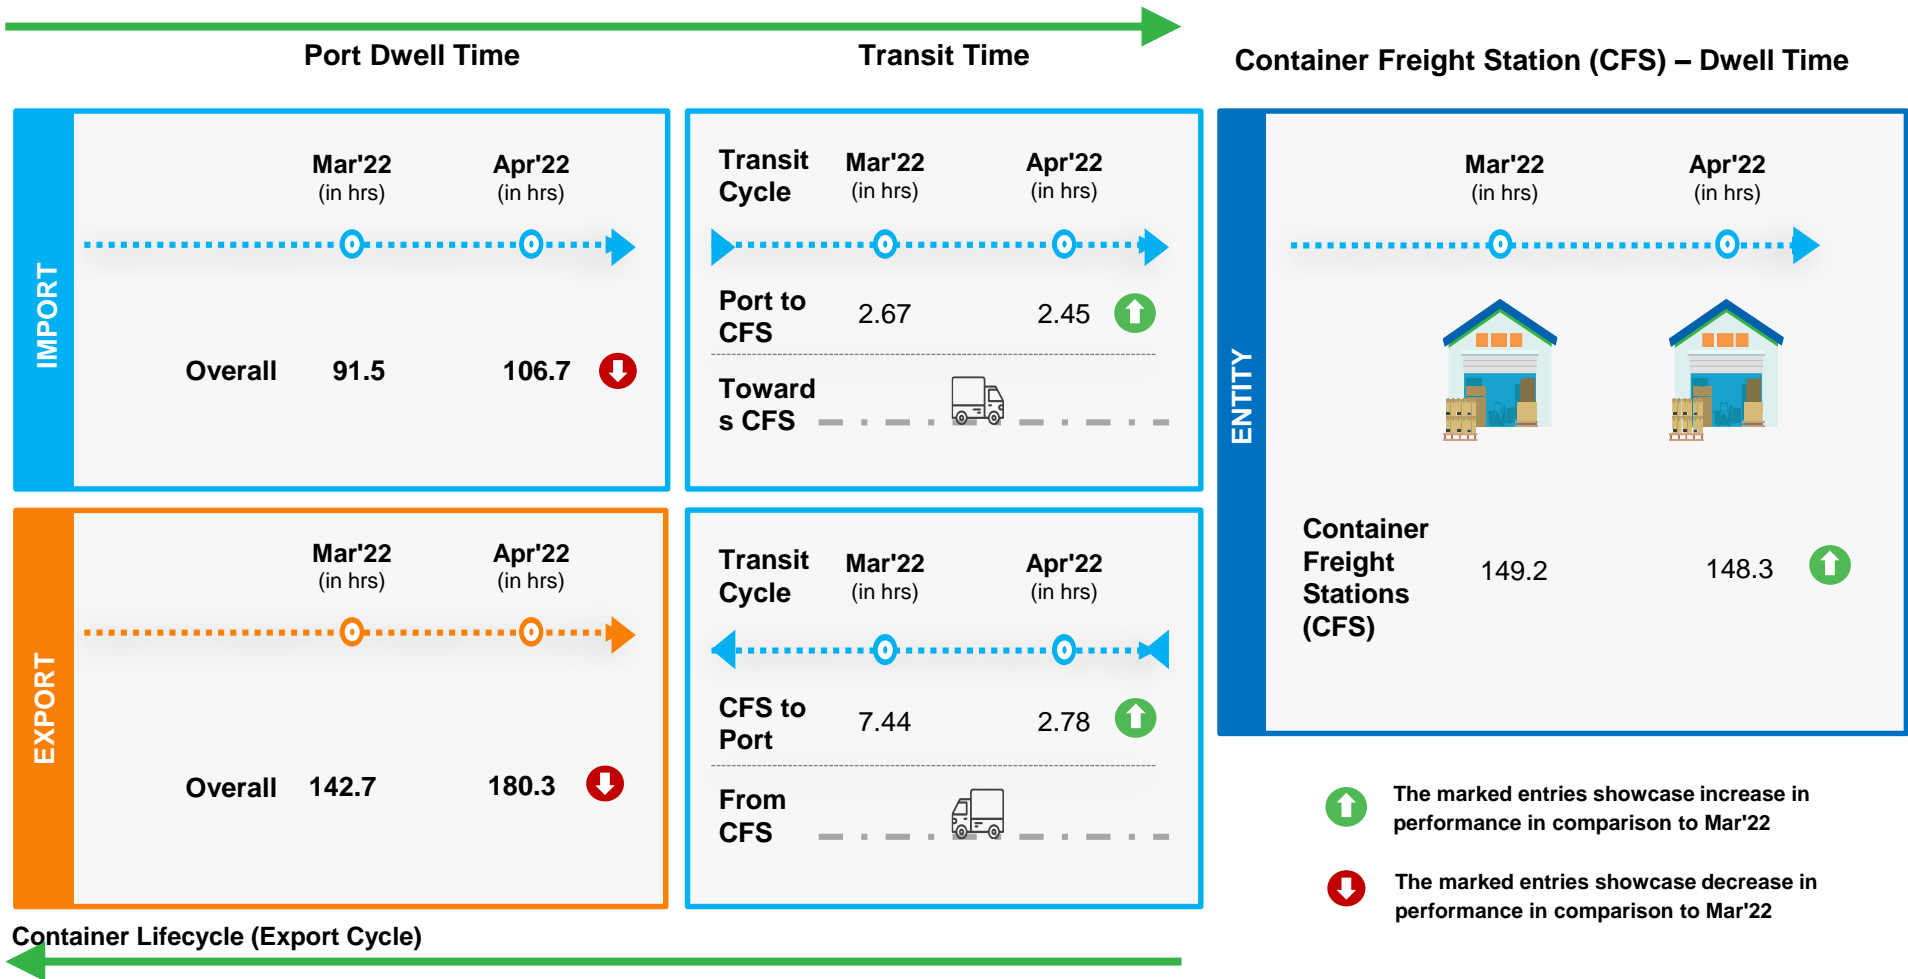 Port Dwell Time
Transit Time
Container Freight Station (CFS) – Dwell Time
IMPORT
Mar'22
(in hrs)
Apr'22
(in hrs)
Overall 91.5 106.7
Transit
Cycle
Mar'22
(in hrs)
Apr'22
(in hrs)
Port to
CFS
2.67 2.45
Toward
s CFS
ENTITY
Mar'22
(in hrs)
Apr'22
(in hrs)
Container
Freight
Stations
(CFS)
149.2 148.3
EXPORT
Mar'22
(in hrs)
Apr'22
(in hrs)
Overall 142.7 180.3
Transit
Cycle
Mar'22
(in hrs)
Apr'22
(in hrs)
CFS to
Port
7.44 2.78
From
CFS
The marked entries showcase increase in
performance in comparison to Mar'22
The marked entries showcase decrease in
performance in comparison to Mar'22
Container Lifecycle (Export Cycle)